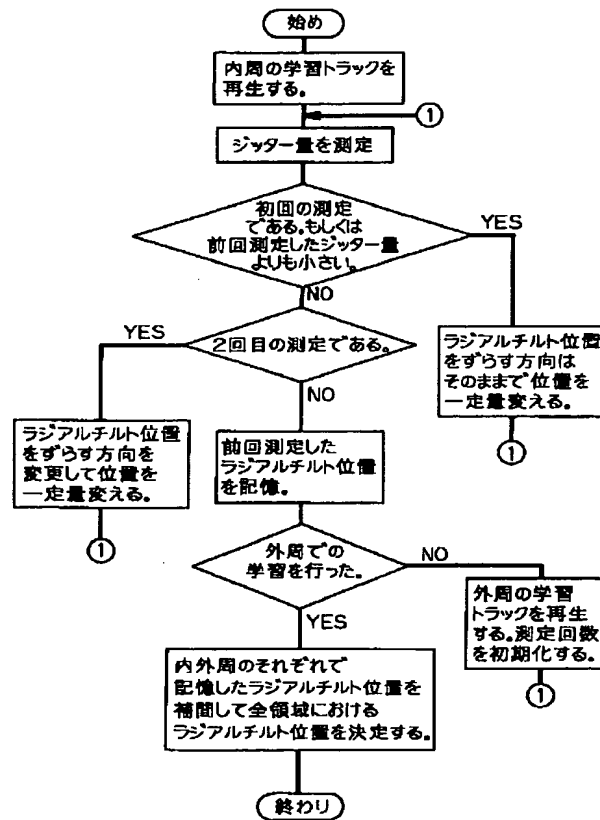 始め
内周の学習トラックを
再生する。
①
ジッター量を測定
初回の測定
である。もしくは
前回測定したジッター量
よりも小さい。
YES
NO
YES
2回目の測定である。
ラジアルチルト位置
をずらす方向は
そのままで位置を
一定量変える。
NO
①
ラジアルチルト位置
をずらす方向を
変更して位置を
一定量変える。
前回測定した
ラジアルチルト位置
を記憶。
①
外周での
学習を行った。
NO
外周の学習
トラックを再生
する。測定回数
を初期化する。
YES
①
内外周のそれぞれで
記憶したラジアルチルト位置を
補間して全領域における
ラジアルチルト位置を決定する。
終わり